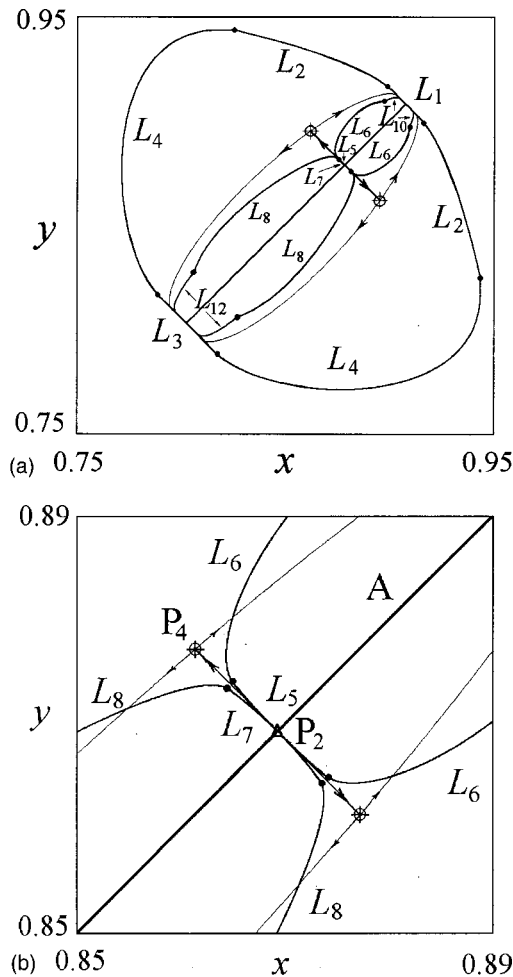 0.95
L₂
L₁
L₄
L₆
L₁₀
L₅
L₆
L₇
y
L₈
L₂
L₈
L₁₂
L₃
L₄
0.75
(a)
0.75
x
0.95
0.89
L₆
A
P₄
L₈
L₅
y
L₇
P₂
L₆
L₈
0.85
(b)
0.85
x
0.89